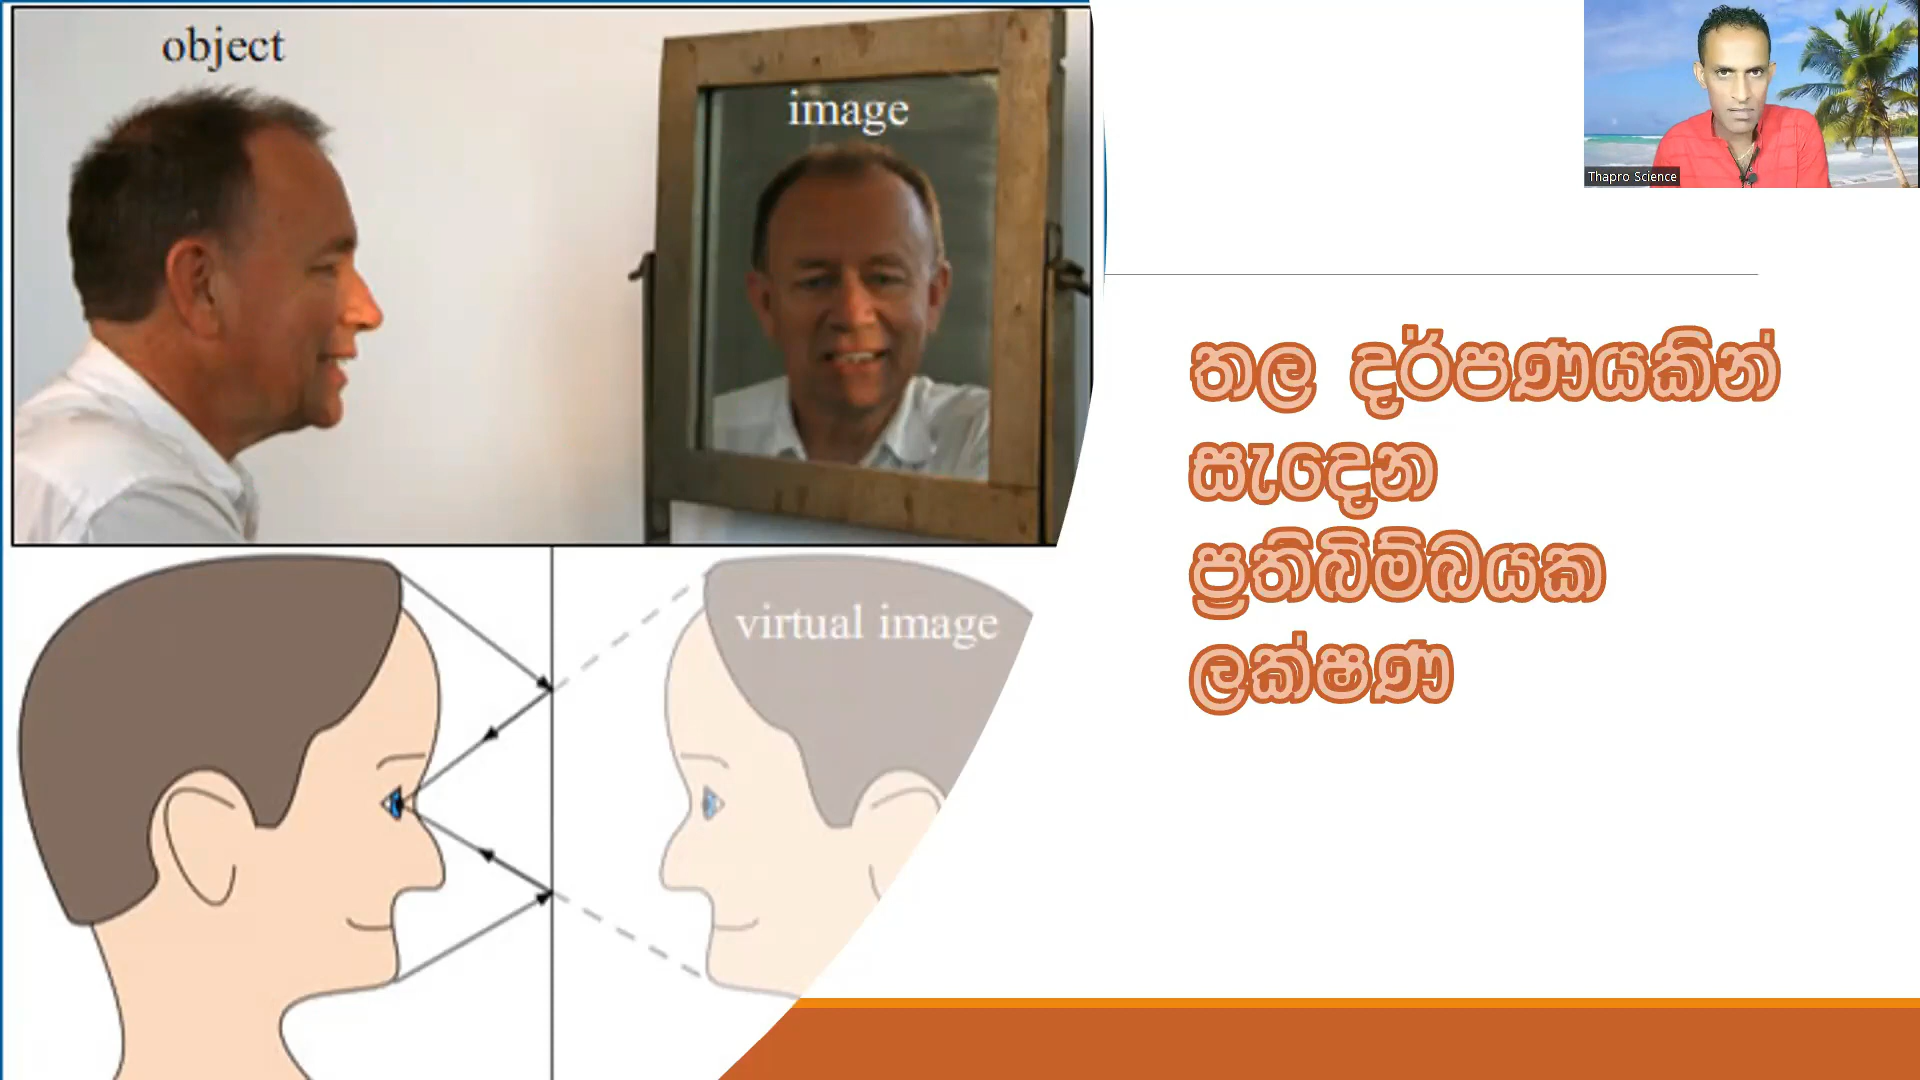 object
image
Thapro Science
තල දර්පණයකින්
සැදෙන
ප්‍රතිබිම්බයක
ලක්ෂණ
virtual image